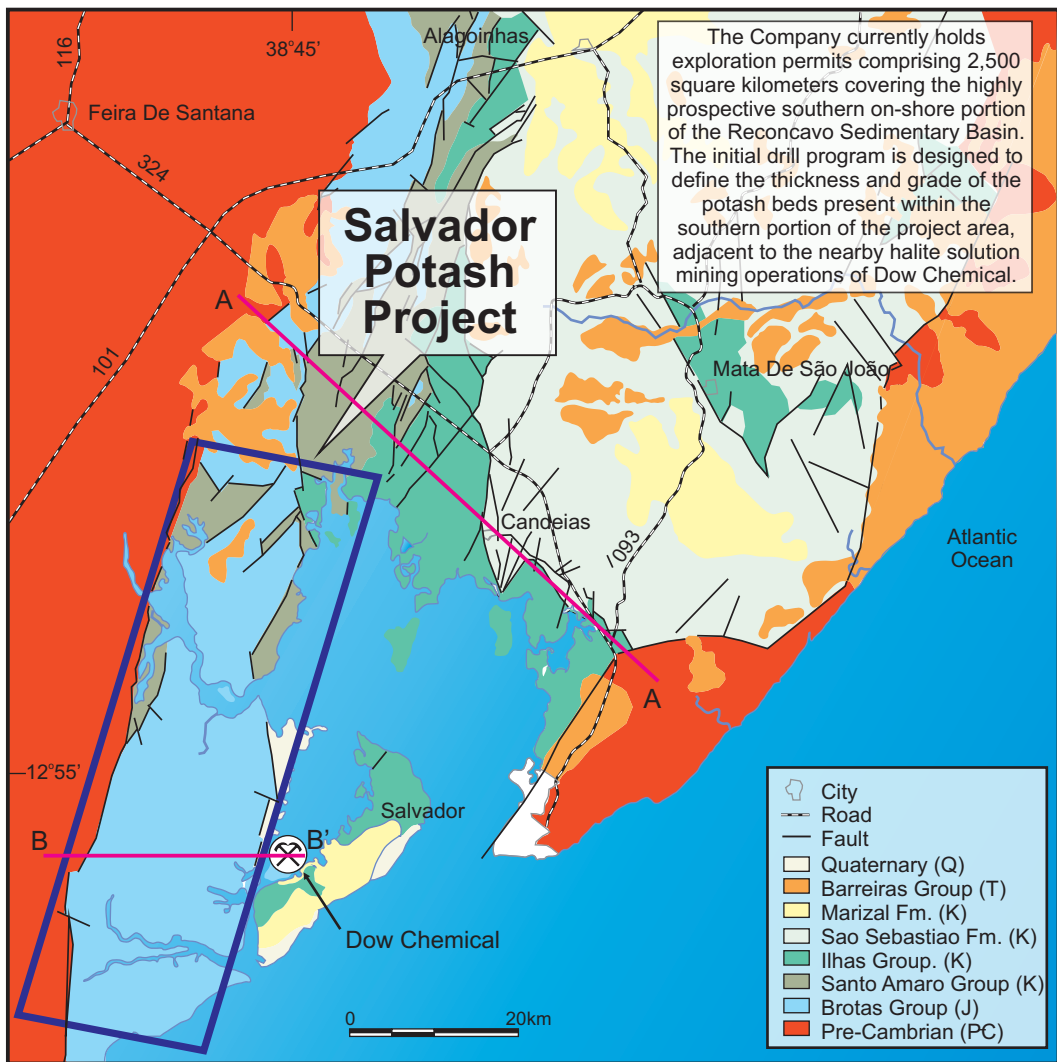 38°45'
116
Alagoinhas
Feira De Santana
324
The Company currently holds
exploration permits comprising 2,500
square kilometers covering the highly
prospective southern on-shore portion
of the Reconcavo Sedimentary Basin.
The initial drill program is designed to
define the thickness and grade of the
potash beds present within the
southern portion of the project area,
adjacent to the nearby halite solution
mining operations of Dow Chemical.
Salvador
Potash
Project
A
101
Mata De São João
Candeias
/093
Atlantic
Ocean
A
12°55'
Salvador
B
B'
Dow Chemical
0
20km
City
Road
Fault
Quaternary (Q)
Barreiras Group (T)
Marizal Fm. (K)
Sao Sebastiao Fm. (K)
Ilhas Group. (K)
Santo Amaro Group (K)
Brotas Group (J)
Pre-Cambrian (PC)